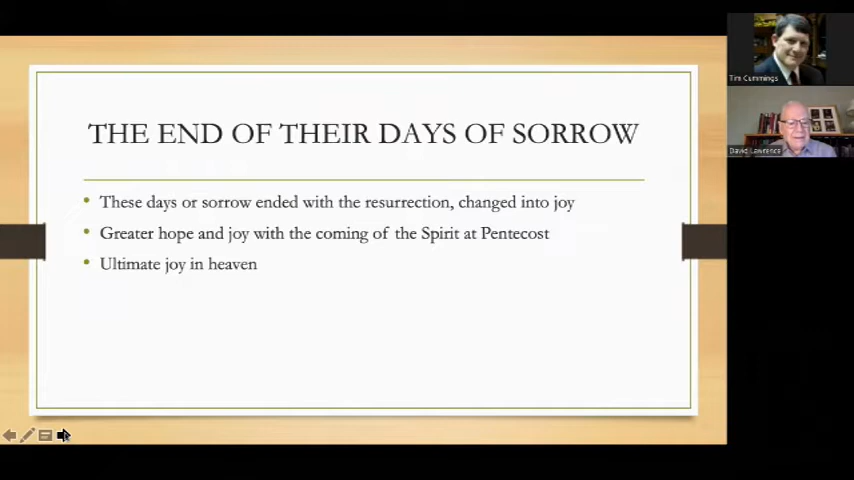 THE END OF THEIR DAYS OF SORROW
These days or sorrow ended with the resurrection, changed into joy
Greater hope and joy with the coming of the Spirit at Pentecost
Ultimate joy in heaven
Tim Cummings
David Lawrence